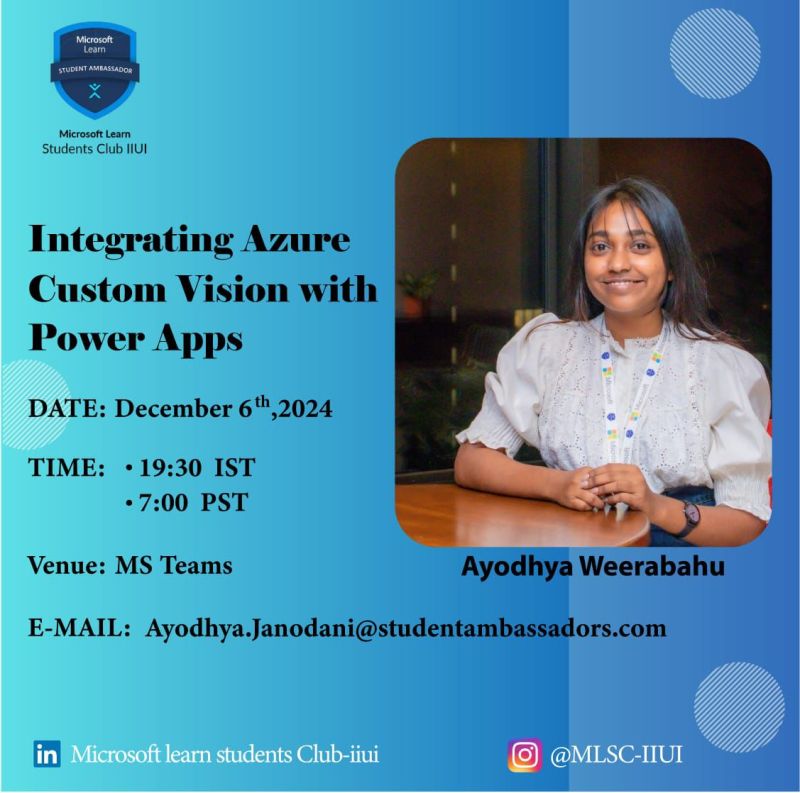 Microsoft
Learn
STUDENT AMBASSADOR
Microsoft Learn
Students Club IIUI
Integrating Azure
Custom Vision with
Power Apps
DATE: December 6th,2024
TIME: • 19:30 IST
• 7:00 PST
Venue: MS Teams
Microsoft
Ayodhya Weerabahu
E-MAIL: Ayodhya.Janodani@studentambassadors.com
in Microsoft learn students Club-iiui
@MLSC-IIUI